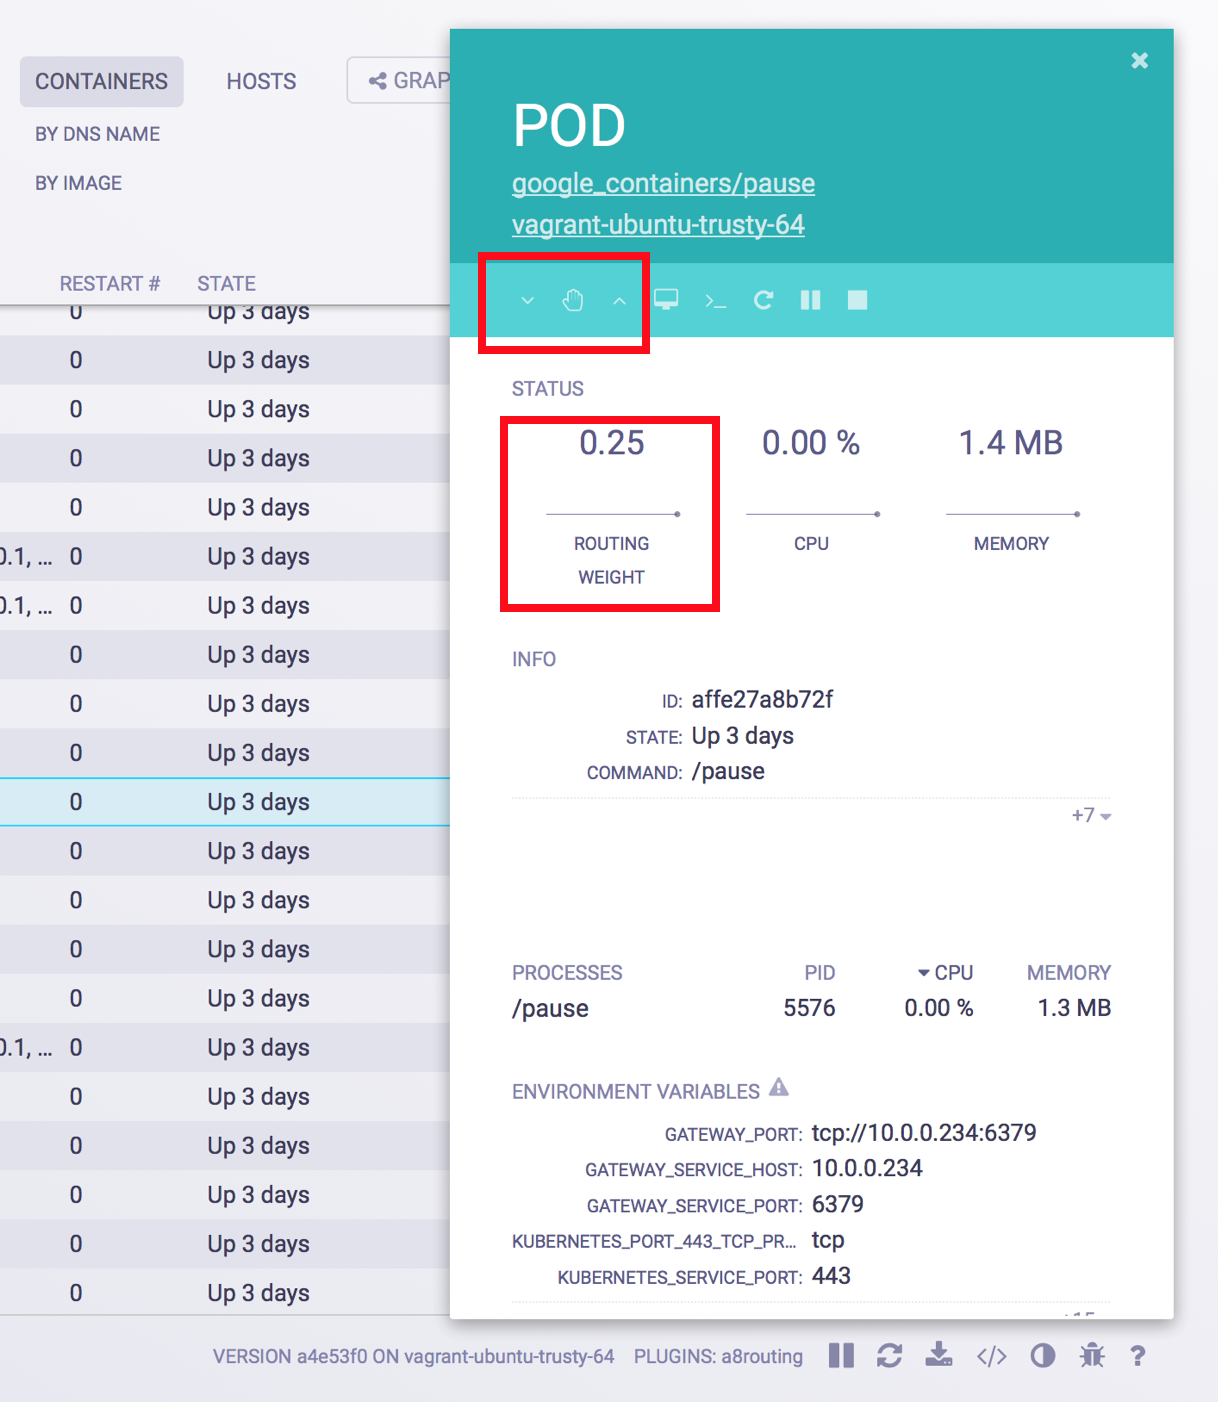 CONTAINERS
HOSTS
GRAP
BY DNS NAME
BY IMAGE
RESTART # STATE
0 Up 3 days
0 Up 3 days
0 Up 3 days
0 Up 3 days
0 Up 3 days
0.1, ... 0 Up 3 days
0.1, ... 0 Up 3 days
0 Up 3 days
0 Up 3 days
0 Up 3 days
0 Up 3 days
0 Up 3 days
0 Up 3 days
0 Up 3 days
0 Up 3 days
0.1, ... 0 Up 3 days
0 Up 3 days
0 Up 3 days
0 Up 3 days
0 Up 3 days
0 Up 3 days
POD
google_containers/pause
vagrant-ubuntu-trusty-64
STATUS
0.25 0.00 % 1.4 MB
ROUTING CPU MEMORY
WEIGHT
INFO
ID: affe27a8b72f
STATE: Up 3 days
COMMAND: /pause
+7
PROCESSES PID CPU MEMORY
/pause 5576 0.00 % 1.3 MB
ENVIRONMENT VARIABLES
GATEWAY_PORT: tcp://10.0.0.234:6379
GATEWAY_SERVICE_HOST: 10.0.0.234
GATEWAY_SERVICE_PORT: 6379
KUBERNETES_PORT_443_TCP_PR... tcp
KUBERNETES_SERVICE_PORT: 443
VERSION a4e53f0 ON vagrant-ubuntu-trusty-64 PLUGINS: a8routing